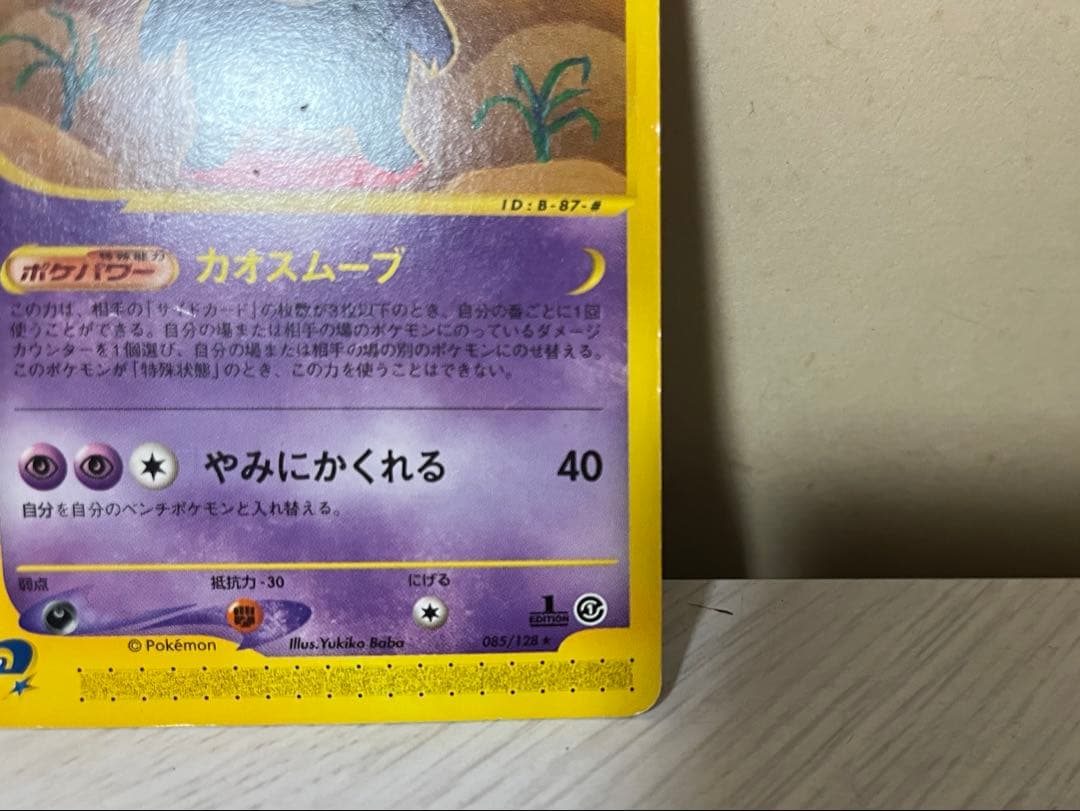 ID:B-87-#
特殊能力
ポケパワー カオスムーブ
この力は、相手の「サイドカード」の枚数が3枚以下のとき、自分の番ごとに1回
使うことができる。自分の場または相手の場のポケモンにのっているダメージ
カウンターを1個選び、自分の場または相手の場の別のポケモンにのせ替える。
このポケモンが「特殊状態」のとき、この力を使うことはできない。
やみにかくれる 40
自分を自分のベンチポケモンと入れ替える。
弱点 抵抗力-30 にげる
1 EDITION
©Pokémon Illus.Yukiko Baba 085/128★